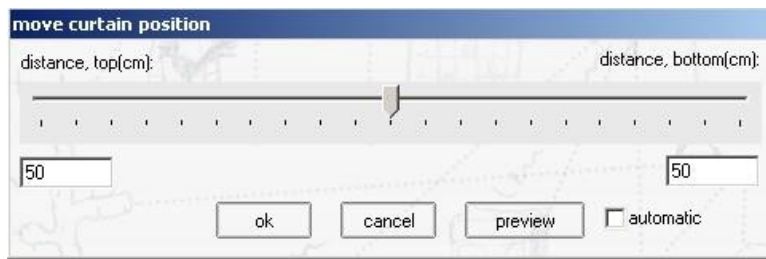 move curtain position
distance, top(cm): distance, bottom(cm):
50 50
ok cancel preview automatic